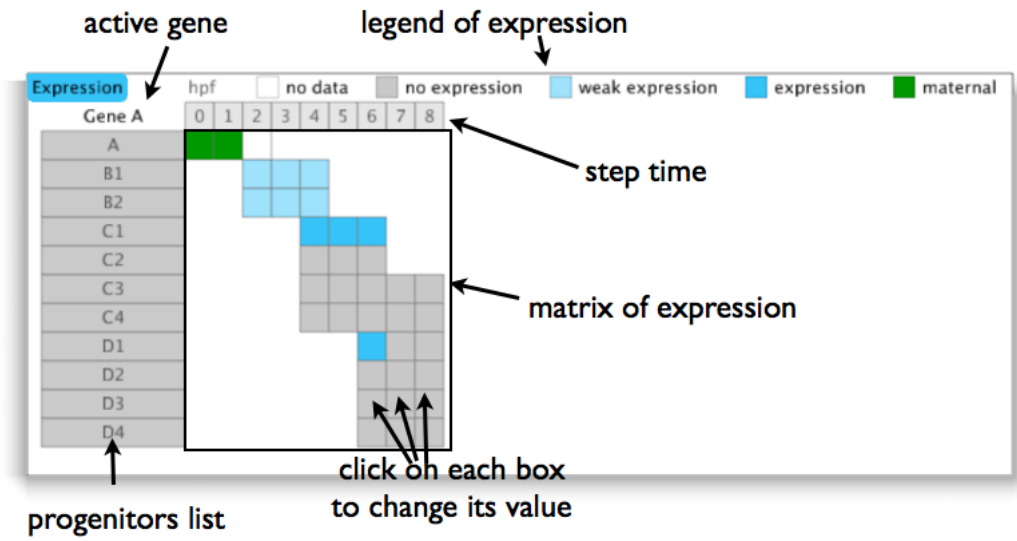 active gene
legend of expression
Expression hpf no data no expression weak expression expression maternal
Gene A 0 1 2 3 4 5 6 7 8
A
step time
B1
B2
C1
C2
C3
matrix of expression
C4
D1
D2
D3
D4
click on each box
to change its value
progenitors list